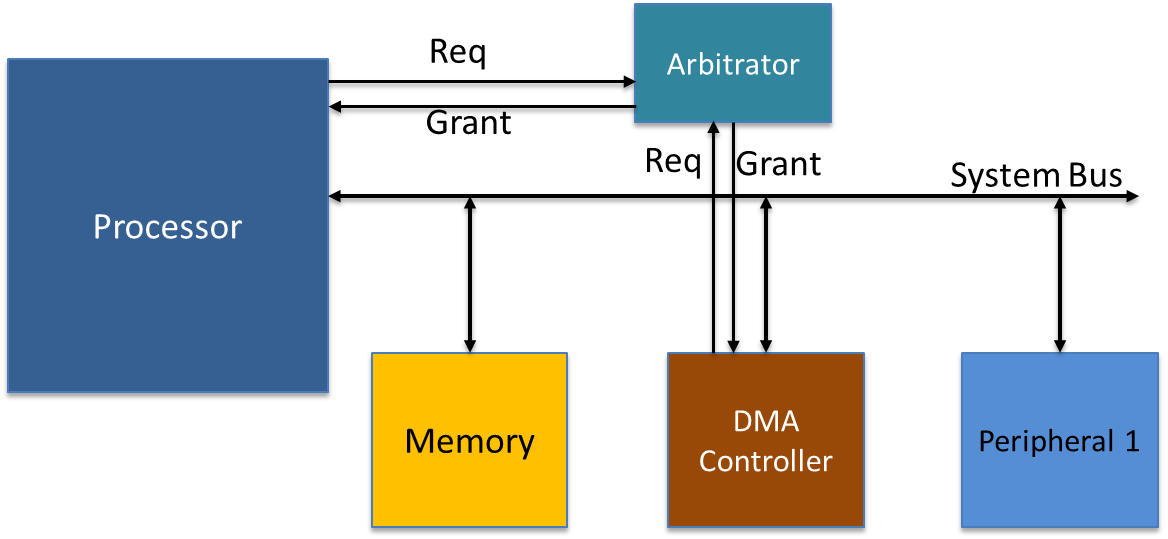 Req
Arbitrator
Grant
Req
Grant
System Bus
Processor
Memory
DMA
Controller
Peripheral 1